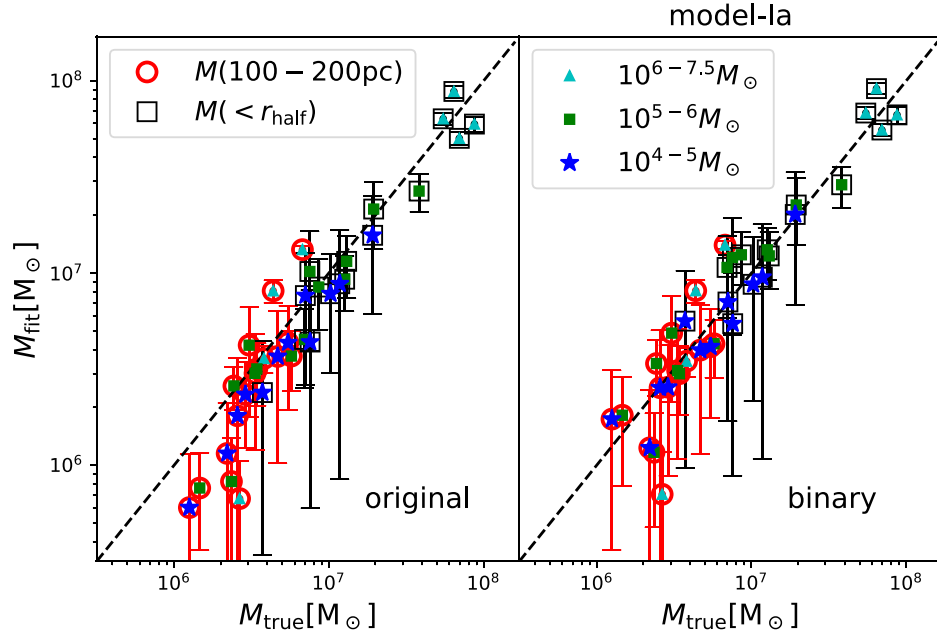 model-Ia
M(100 − 200pc)
M(< r_half)
10^{6−7.5}M_⊙
10^{5−6}M_⊙
10^{4−5}M_⊙
10^8
10^7
10^6
M_fit[M_⊙]
original
binary
10^6 10^7 10^8 10^6 10^7 10^8
M_true[M_⊙] M_true[M_⊙]